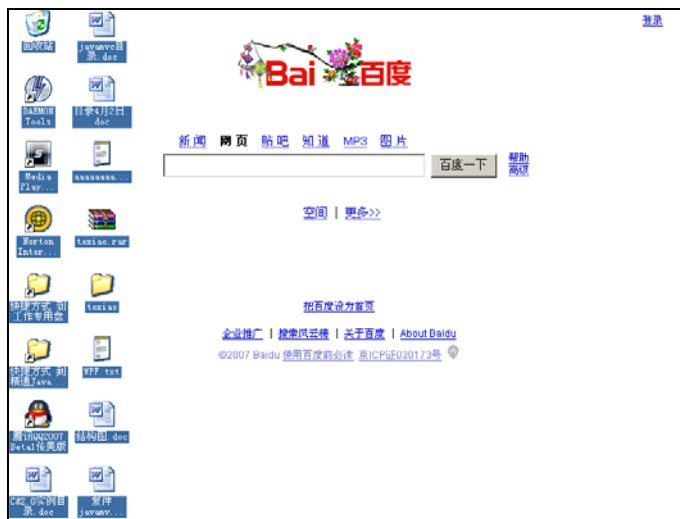 回收站
javamvc目
录.doc
DAEMON
Tools
目录4月2日.
doc
Media
Play...
aaaaaaaa...
Norton
Inter...
texiao.rar
快捷方式 到
工作专用盘
texiao
快捷方式 到
精通Java
VPF.txt
腾讯QQ2007
Beta1传美版
结构图.doc
C#2.0实例目
录.doc
复件
javamv...
登录
Bai 百度
新闻 网页 贴吧 知道 MP3 图片
百度一下
帮助
高级
空间 | 更多>>
把百度设为首页
企业推广 | 搜索风云榜 | 关于百度 | About Baidu
©2007 Baidu 使用百度前必读 京ICP证030173号